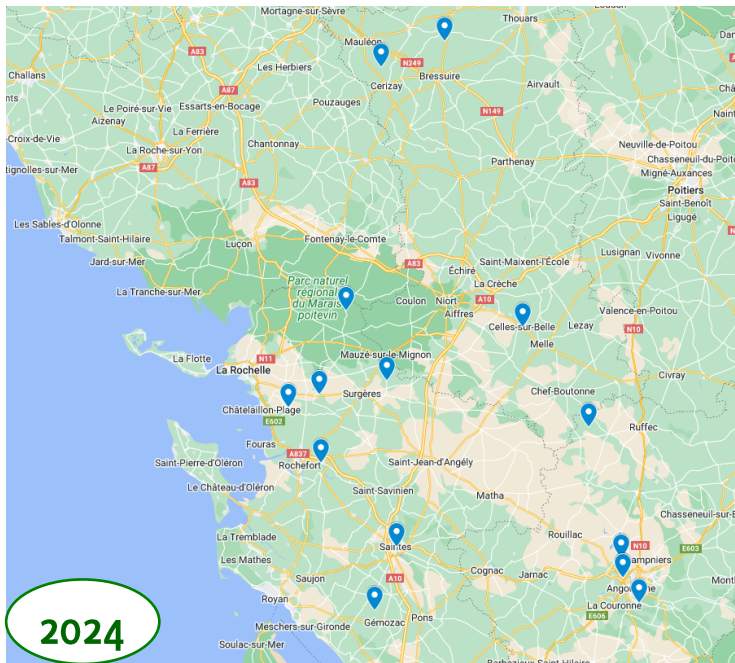 Mortagne-sur-Sèvre
Thouars
A83
Mauléon
N249
Challans
Les Herbiers
Cerizay
Bressuire
A87
Airvault
Le Poiré-sur-Vie
Essarts-en-Bocage
Pouzauges
N149
Aizenay
La Ferrière
-Croix-de-Vie
Chantonnay
Neuville-de-Poitou
La Roche-sur-Yon
Parthenay
Chasseneuil-du-Poit
A87
Migné-Auxances
A83
Poitiers
Saint-Benoît
Ligugé
Les Sables-d'Olonne
Talmont-Saint-Hilaire
Luçon
Fontenay-le-Comte
Lusignan
Vivonne
Jard-sur-Mer
A83
Saint-Maixent-l'École
Échiré
La Crèche
Parc naturel
régional
du Marais
poitevin
La Tranche-sur-Mer
Coulon
Niort
A10
Aiffres
Valence-en-Poitou
Celles-sur-Belle
Lezay
N10
Melle
La Flotte
N11
Mauzé-sur-le-Mignon
La Rochelle
Civray
Surgères
Chef-Boutonne
Châtelaillon-Plage
E602
Ruffec
Fouras
A837
Saint-Pierre-d'Oléron
Rochefort
Saint-Jean-d'Angély
Le Château-d'Oléron
Saint-Savinien
Matha
Chasseneuil-sur-B
La Tremblade
Rouillac
N10
E603
Saintes
Les Mathes
Cognac
Jarnac
Saujon
A10
La Couronne
Royan
E606
Gémozac
Pons
Meschers-sur-Gironde
Soulac-sur-Mer
Barbezieux-Saint-Hilaire
2024